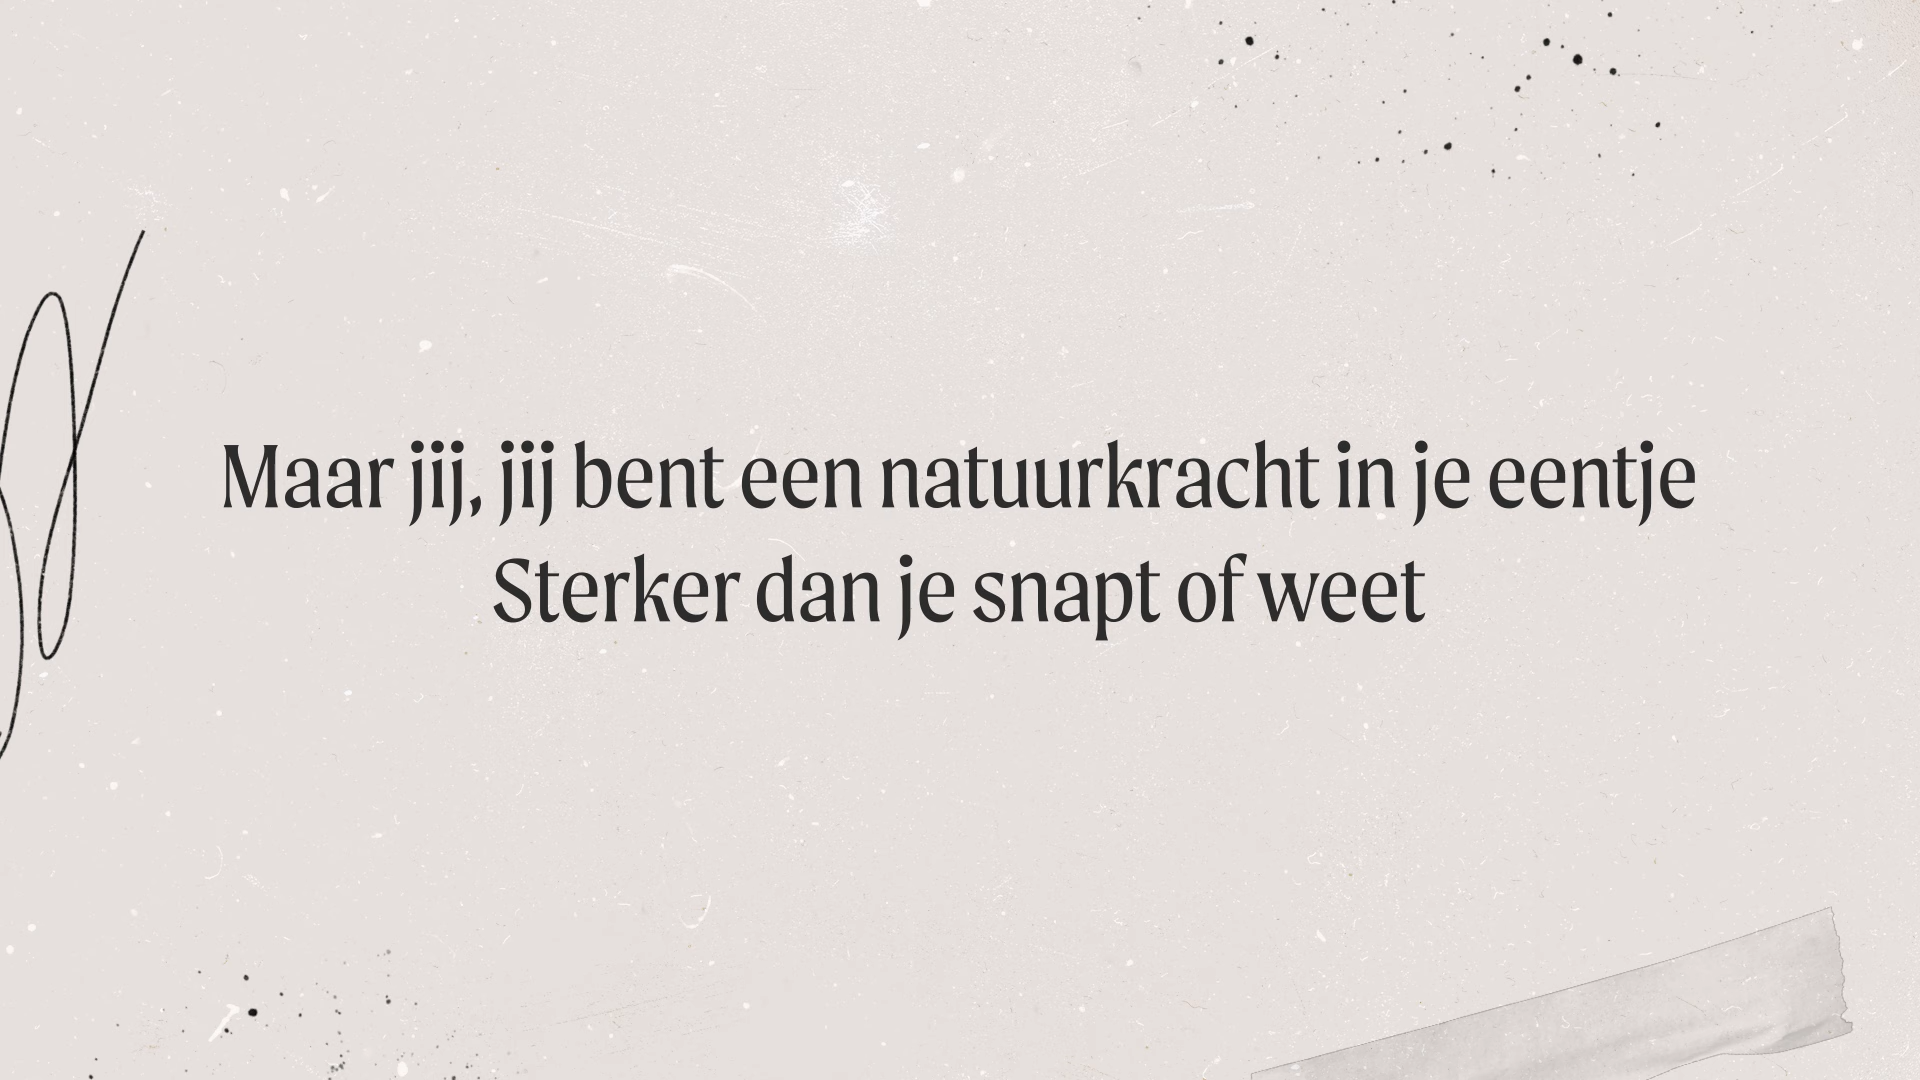 Maar jij, jij bent een natuurkracht in je eentje
Sterker dan je snapt of weet